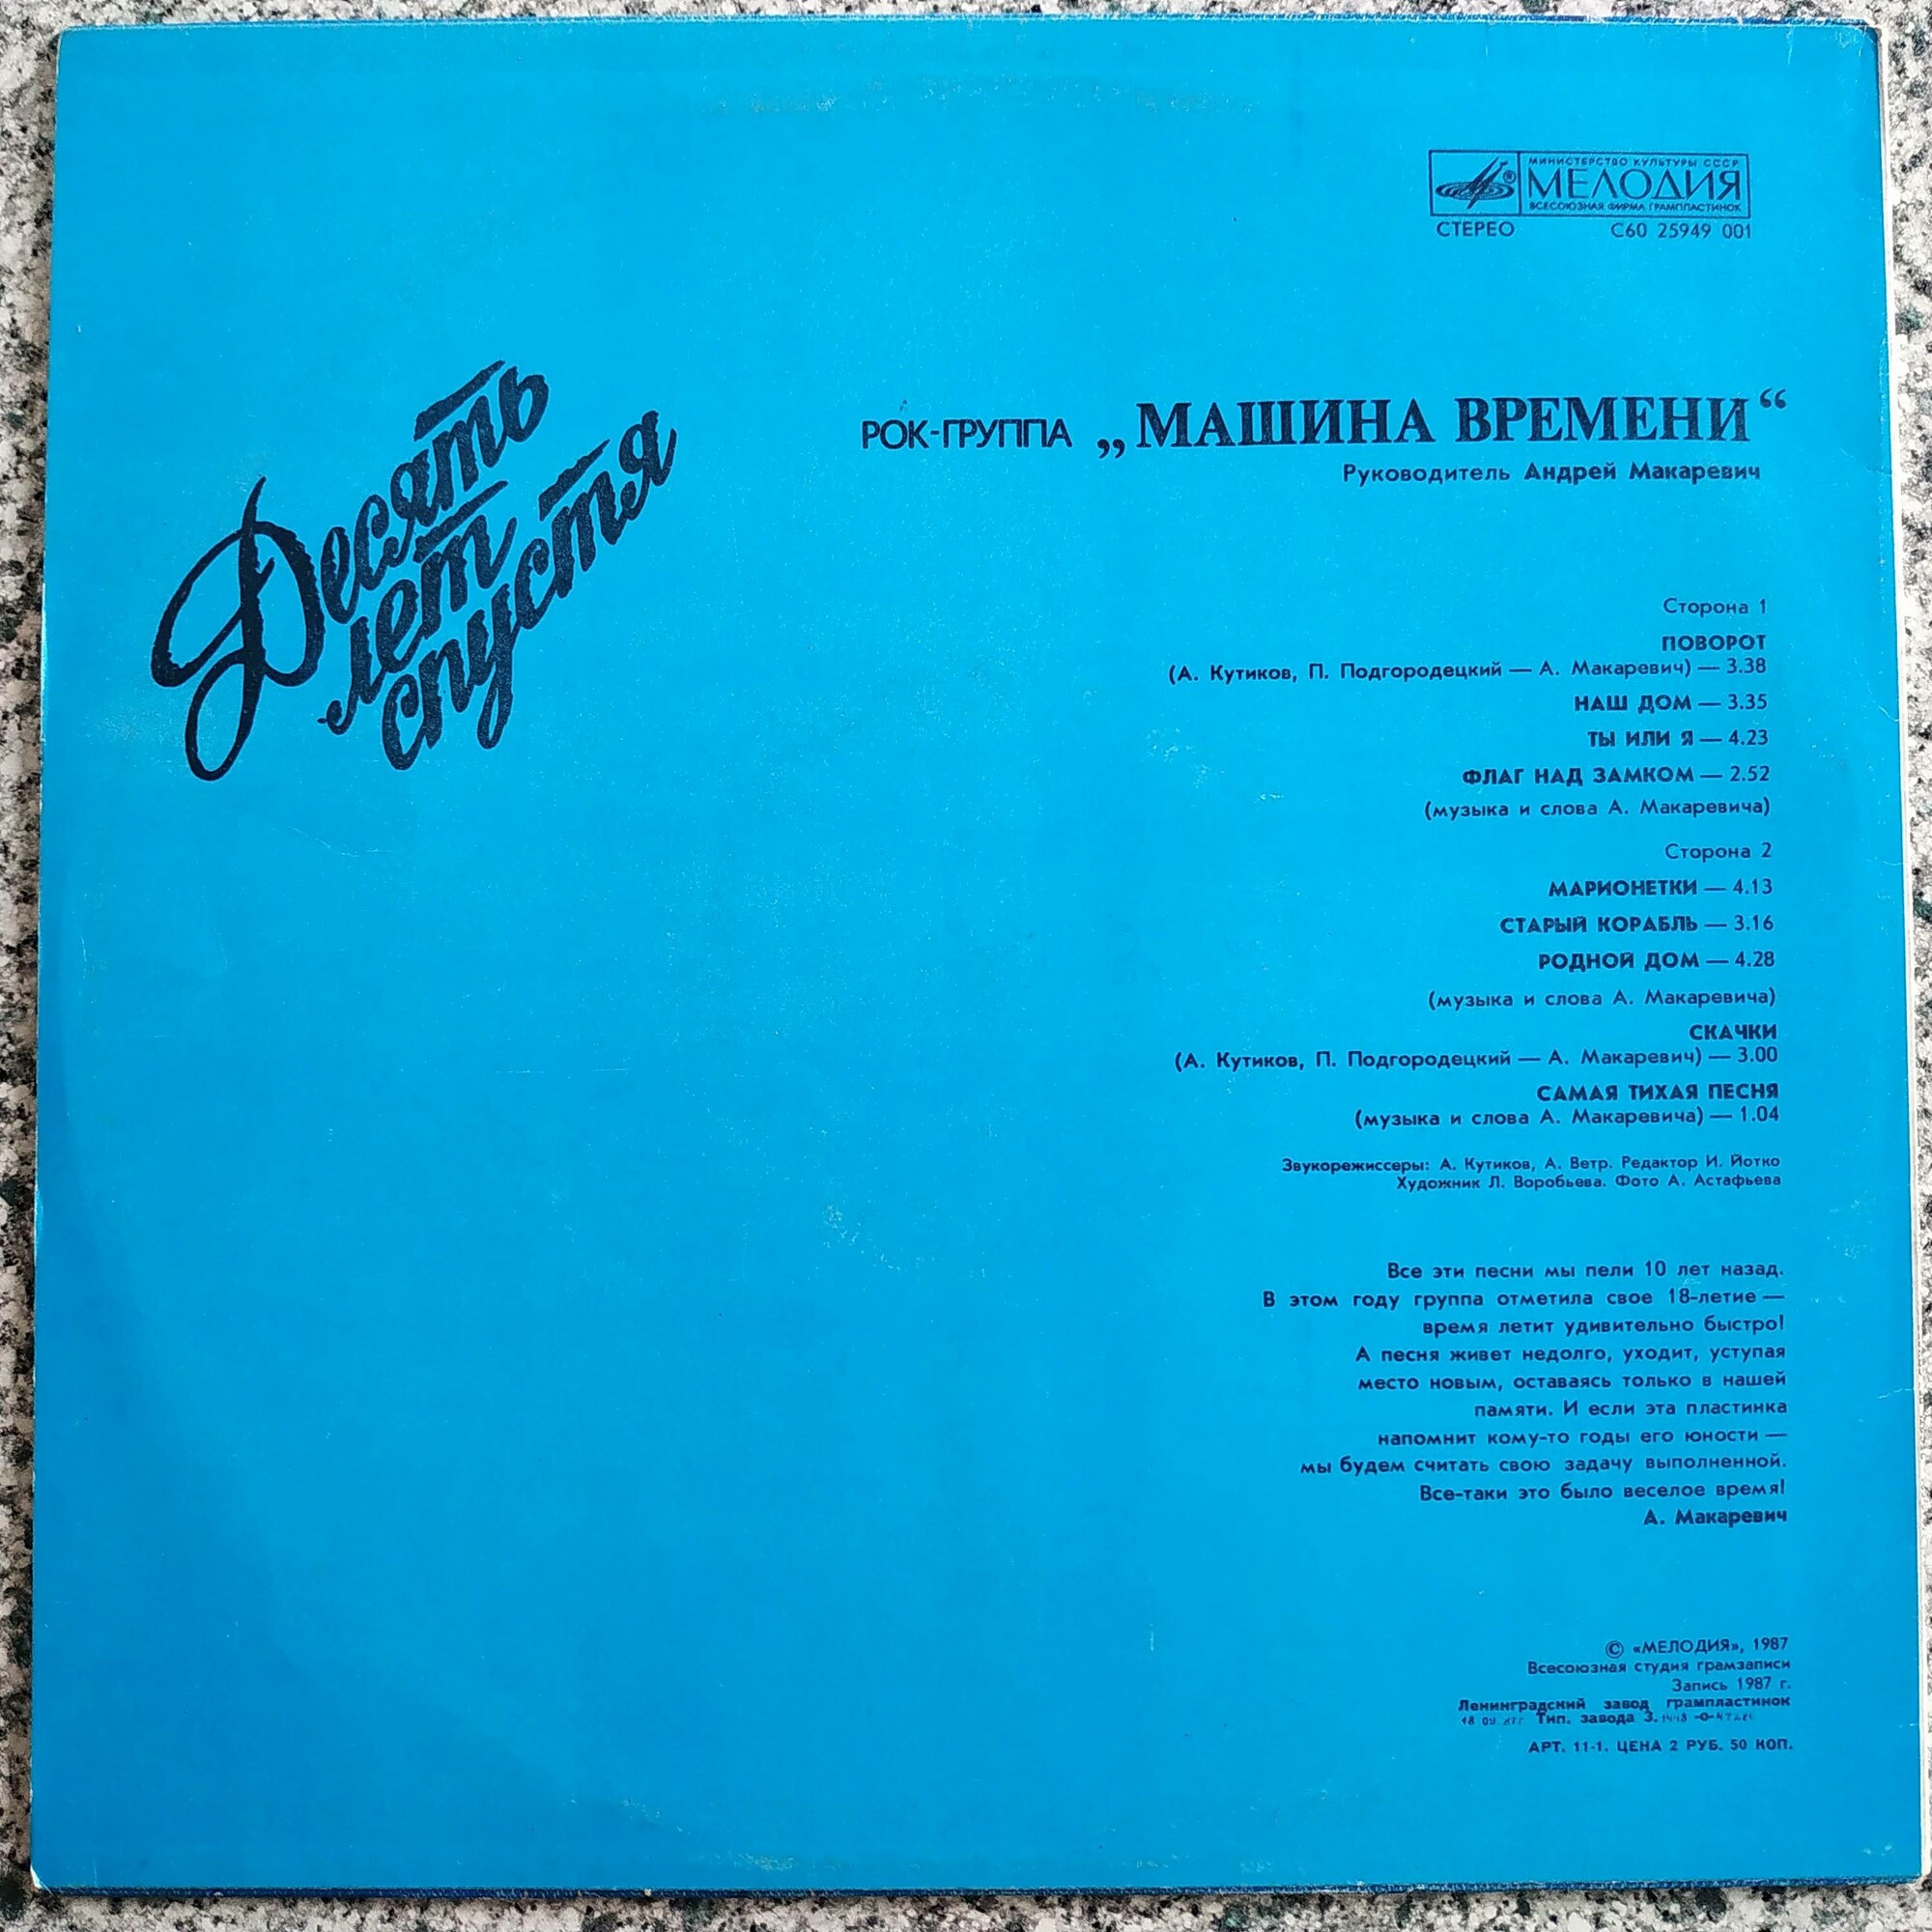 МИНИСТЕРСТВО КУЛЬТУРЫ СССР
МЕЛОДИЯ
ВСЕСОЮЗНАЯ ФИРМА ГРАМПЛАСТИНОК
СТЕРЕО С60 25949 001
Десять
лет
спустя
РОК-ГРУППА „МАШИНА ВРЕМЕНИ“
Руководитель Андрей Макаревич
Сторона 1
ПОВОРОТ
(А. Кутиков, П. Подгородецкий — А. Макаревич) — 3.38
НАШ ДОМ — 3.35
ТЫ ИЛИ Я — 4.23
ФЛАГ НАД ЗАМКОМ — 2.52
(музыка и слова А. Макаревича)
Сторона 2
МАРИОНЕТКИ — 4.13
СТАРЫЙ КОРАБЛЬ — 3.16
РОДНОЙ ДОМ — 4.28
(музыка и слова А. Макаревича)
СКАЧКИ
(А. Кутиков, П. Подгородецкий — А. Макаревич) — 3.00
САМАЯ ТИХАЯ ПЕСНЯ
(музыка и слова А. Макаревича) — 1.04
Звукорежиссеры: А. Кутиков, А. Ветр. Редактор И. Йотко
Художник Л. Воробьева. Фото А. Астафьева
Все эти песни мы пели 10 лет назад.
В этом году группа отметила свое 18-летие —
время летит удивительно быстро!
А песня живет недолго, уходит, уступая
место новым, оставаясь только в нашей
памяти. И если эта пластинка
напомнит кому-то годы его юности —
мы будем считать свою задачу выполненной.
Все-таки это было веселое время!
А. Макаревич
© «МЕЛОДИЯ», 1987
Всесоюзная студия грамзаписи
Запись 1987 г.
Ленинградский завод грампластинок
Тип. завода З.
АРТ. 11-1. ЦЕНА 2 РУБ. 50 КОП.